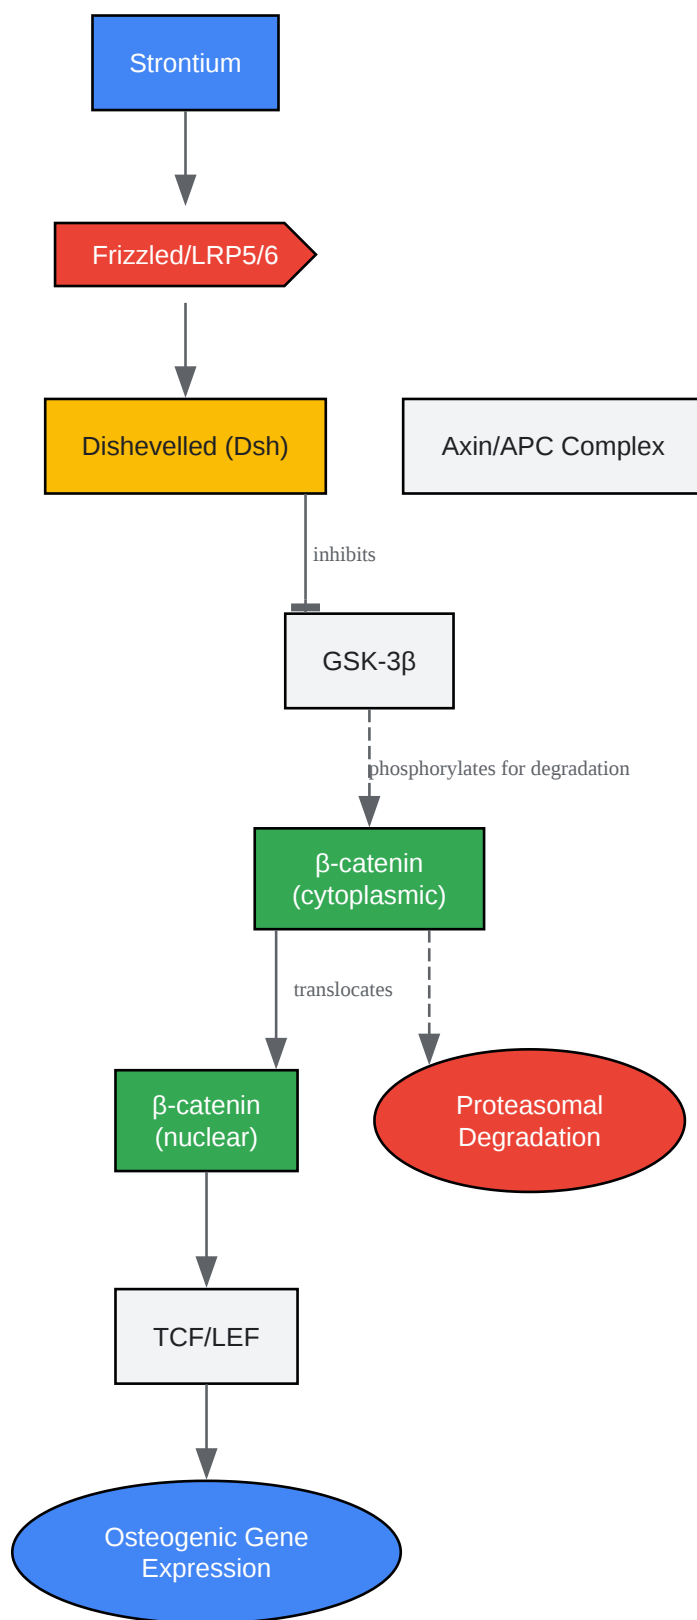 Strontium
Frizzled/LRP5/6
Dishevelled (Dsh)
Axin/APC Complex
inhibits
GSK-3β
phosphorylates for degradation
β-catenin
(cytoplasmic)
translocates
β-catenin
(nuclear)
Proteasomal
Degradation
TCF/LEF
Osteogenic Gene
Expression